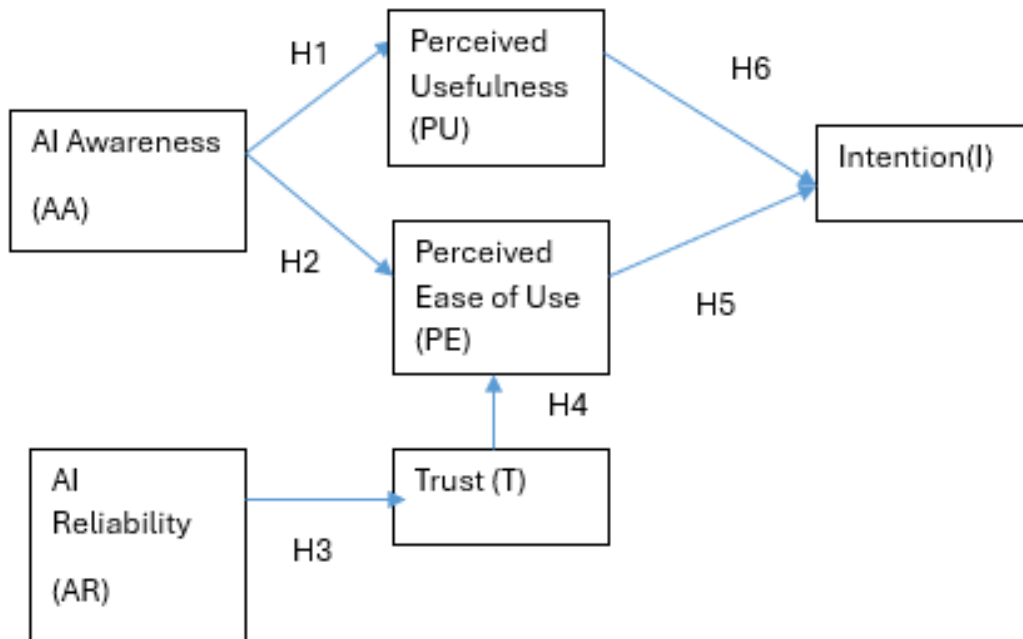 H1
Perceived
Usefulness
(PU)
H6
AI Awareness
(AA)
Intention(I)
H2
Perceived
Ease of Use
(PE)
H5
H4
AI
Reliability
(AR)
Trust (T)
H3